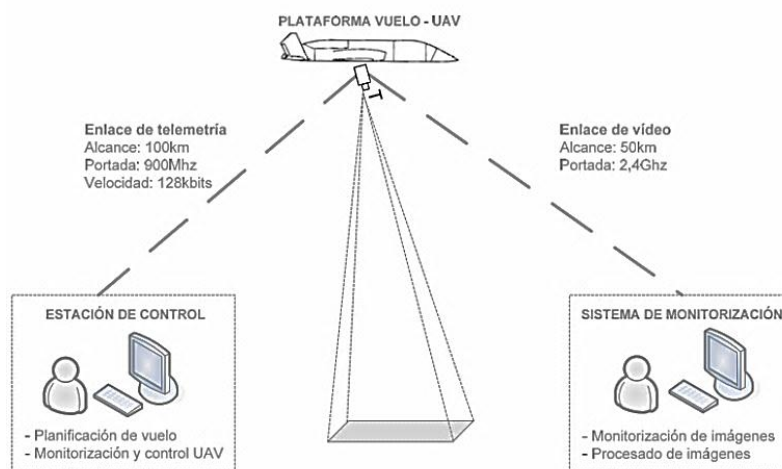 PLATAFORMA VUELO - UAV
Enlace de telemetría
Alcance: 100km
Portada: 900Mhz
Velocidad: 128kbits
Enlace de vídeo
Alcance: 50km
Portada: 2,4Ghz
ESTACIÓN DE CONTROL
- Planificación de vuelo
- Monitorización y control UAV
SISTEMA DE MONITORIZACIÓN
- Monitorización de imágenes
- Procesado de imágenes